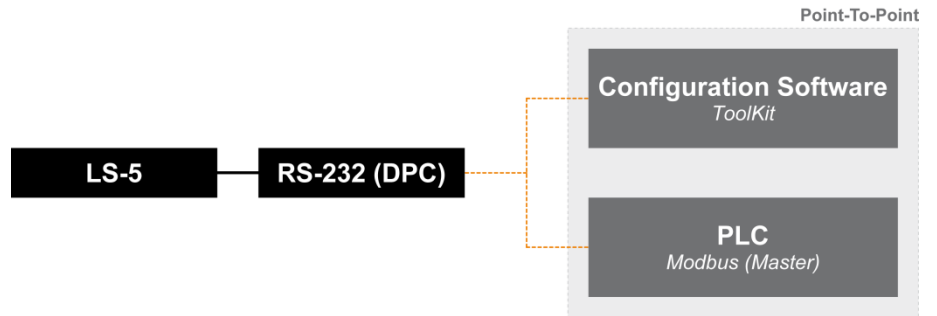 Point-To-Point
Configuration Software
ToolKit
LS-5
RS-232 (DPC)
PLC
Modbus (Master)